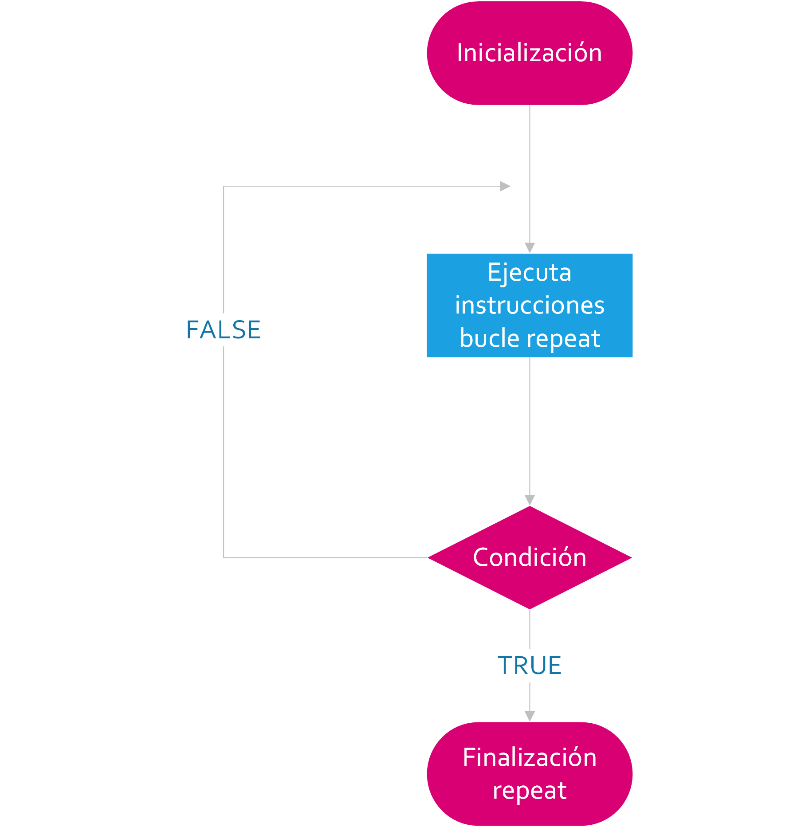 Inicialización
Ejecuta
instrucciones
bucle repeat
FALSE
Condición
TRUE
Finalización
repeat